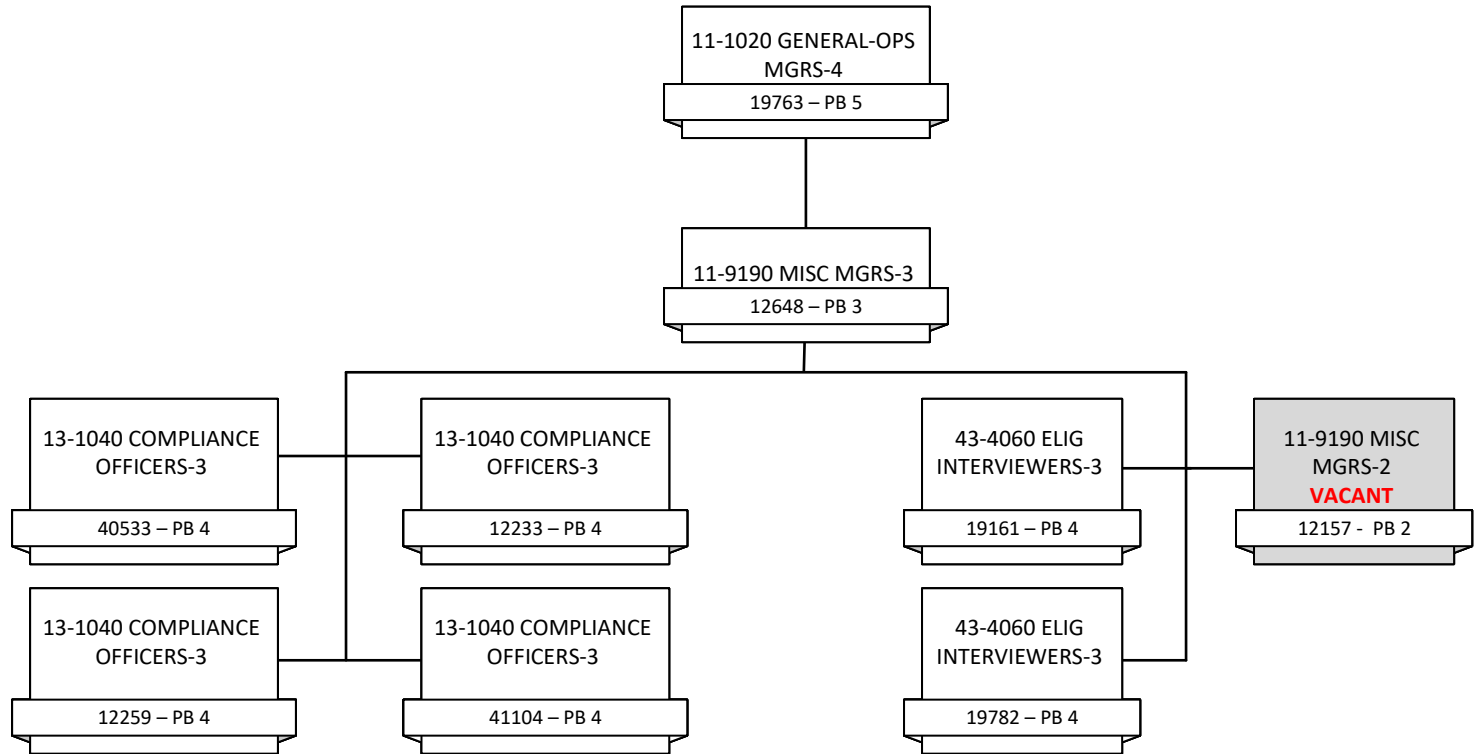 11-1020 GENERAL-OPS
MGRS-4
19763 – PB 5
11-9190 MISC MGRS-3
12648 – PB 3
13-1040 COMPLIANCE
OFFICERS-3
40533 – PB 4
13-1040 COMPLIANCE
OFFICERS-3
12233 – PB 4
43-4060 ELIG
INTERVIEWERS-3
19161 – PB 4
11-9190 MISC
MGRS-2
VACANT
12157 -  PB 2
13-1040 COMPLIANCE
OFFICERS-3
12259 – PB 4
13-1040 COMPLIANCE
OFFICERS-3
41104 – PB 4
43-4060 ELIG
INTERVIEWERS-3
19782 – PB 4